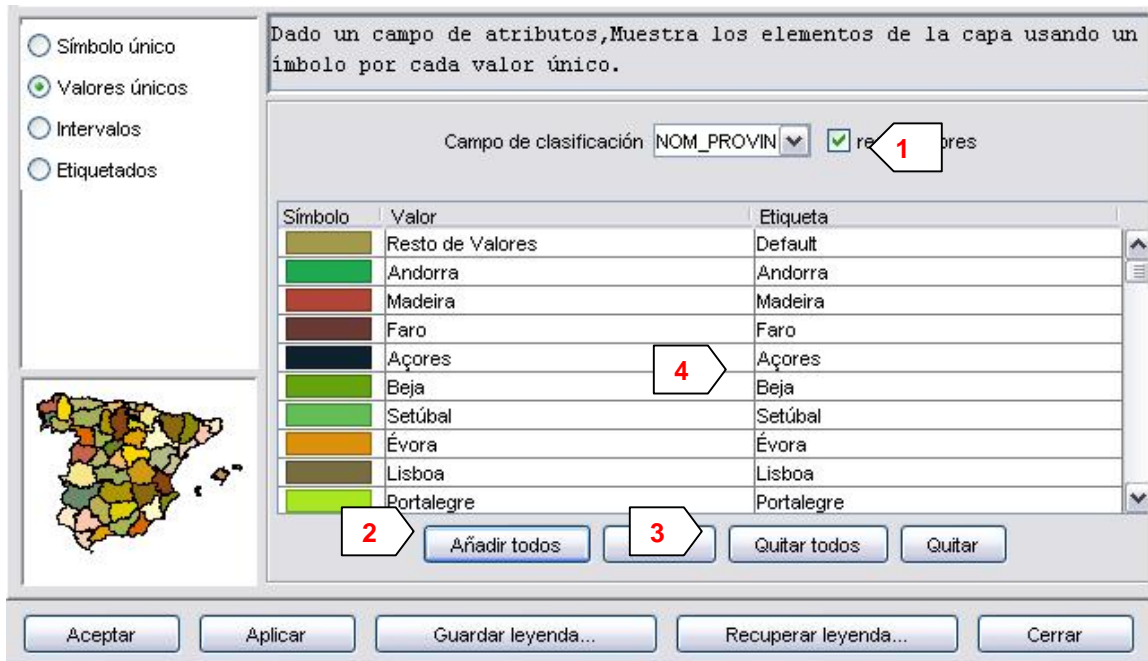 Símbolo único
Valores únicos
Intervalos
Etiquetados
Dado un campo de atributos,Muestra los elementos de la capa usando un
ímbolo por cada valor único.
Campo de clasificación NOM_PROVIN
1
Símbolo Valor Etiqueta
Resto de Valores Default
Andorra Andorra
Madeira Madeira
Faro Faro
Açores Açores
4
Beja Beja
Setúbal Setúbal
Évora Évora
Lisboa Lisboa
Portalegre Portalegre
2 Añadir todos 3 Quitar todos Quitar
Aceptar Aplicar Guardar leyenda... Recuperar leyenda... Cerrar